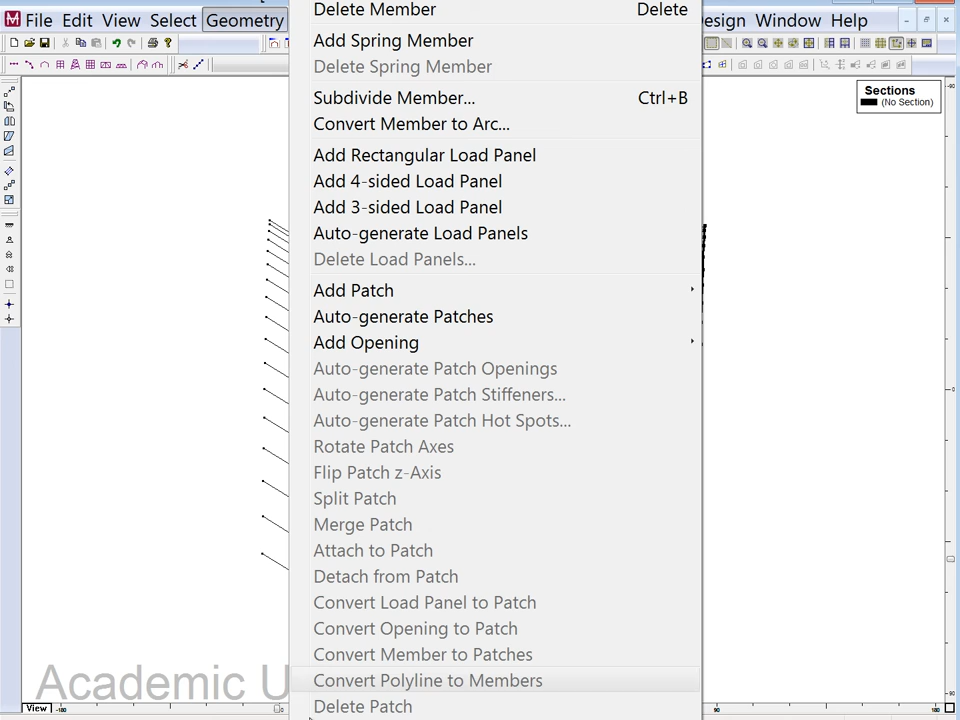 File Edit View Select Geometry esign Window Help
Sections
(No Section)
Delete Member Delete
Add Spring Member
Delete Spring Member
Subdivide Member... Ctrl+B
Convert Member to Arc...
Add Rectangular Load Panel
Add 4-sided Load Panel
Add 3-sided Load Panel
Auto-generate Load Panels
Delete Load Panels...
Add Patch
Auto-generate Patches
Add Opening
Auto-generate Patch Openings
Auto-generate Patch Stiffeners...
Auto-generate Patch Hot Spots...
Rotate Patch Axes
Flip Patch z-Axis
Split Patch
Merge Patch
Attach to Patch
Detach from Patch
Convert Load Panel to Patch
Convert Opening to Patch
Convert Member to Patches
Convert Polyline to Members
Delete Patch
Academic U
View -180 90 180
-90
0